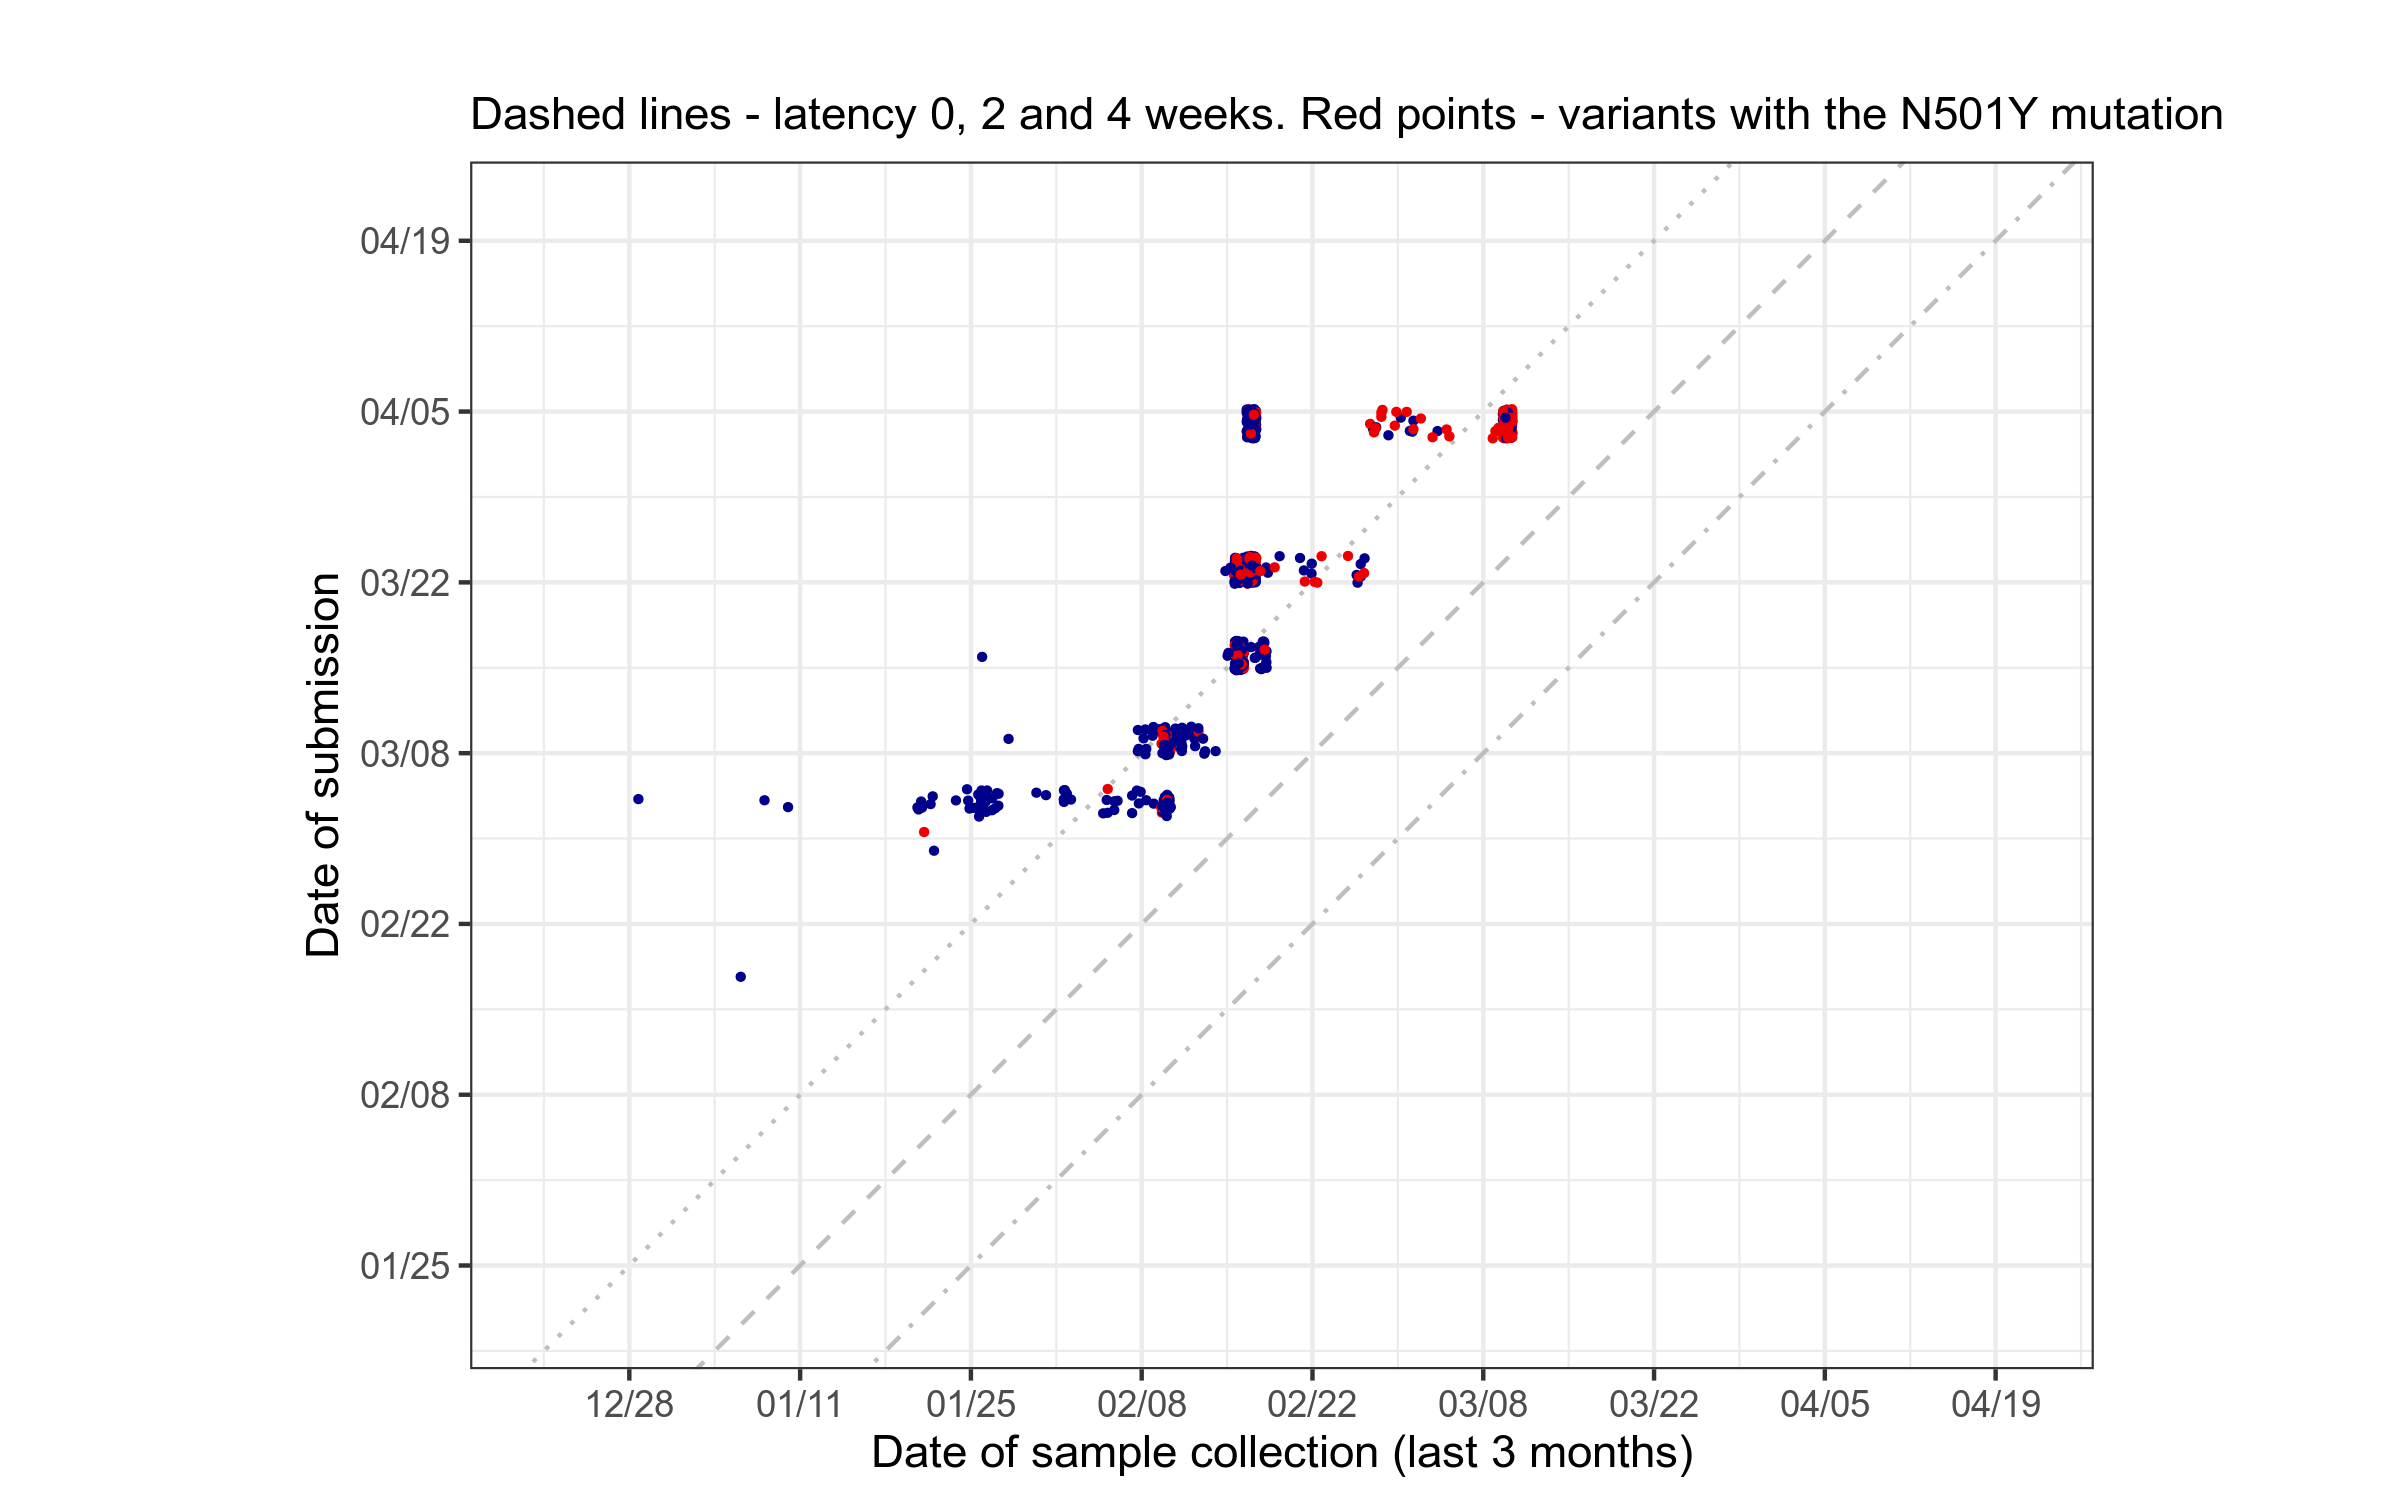 Dashed lines - latency 0, 2 and 4 weeks. Red points - variants with the N501Y mutation
04/19
04/05
03/22
03/08
02/22
02/08
01/25
Date of submission
12/28 01/11 01/25 02/08 02/22 03/08 03/22 04/05 04/19
Date of sample collection (last 3 months)